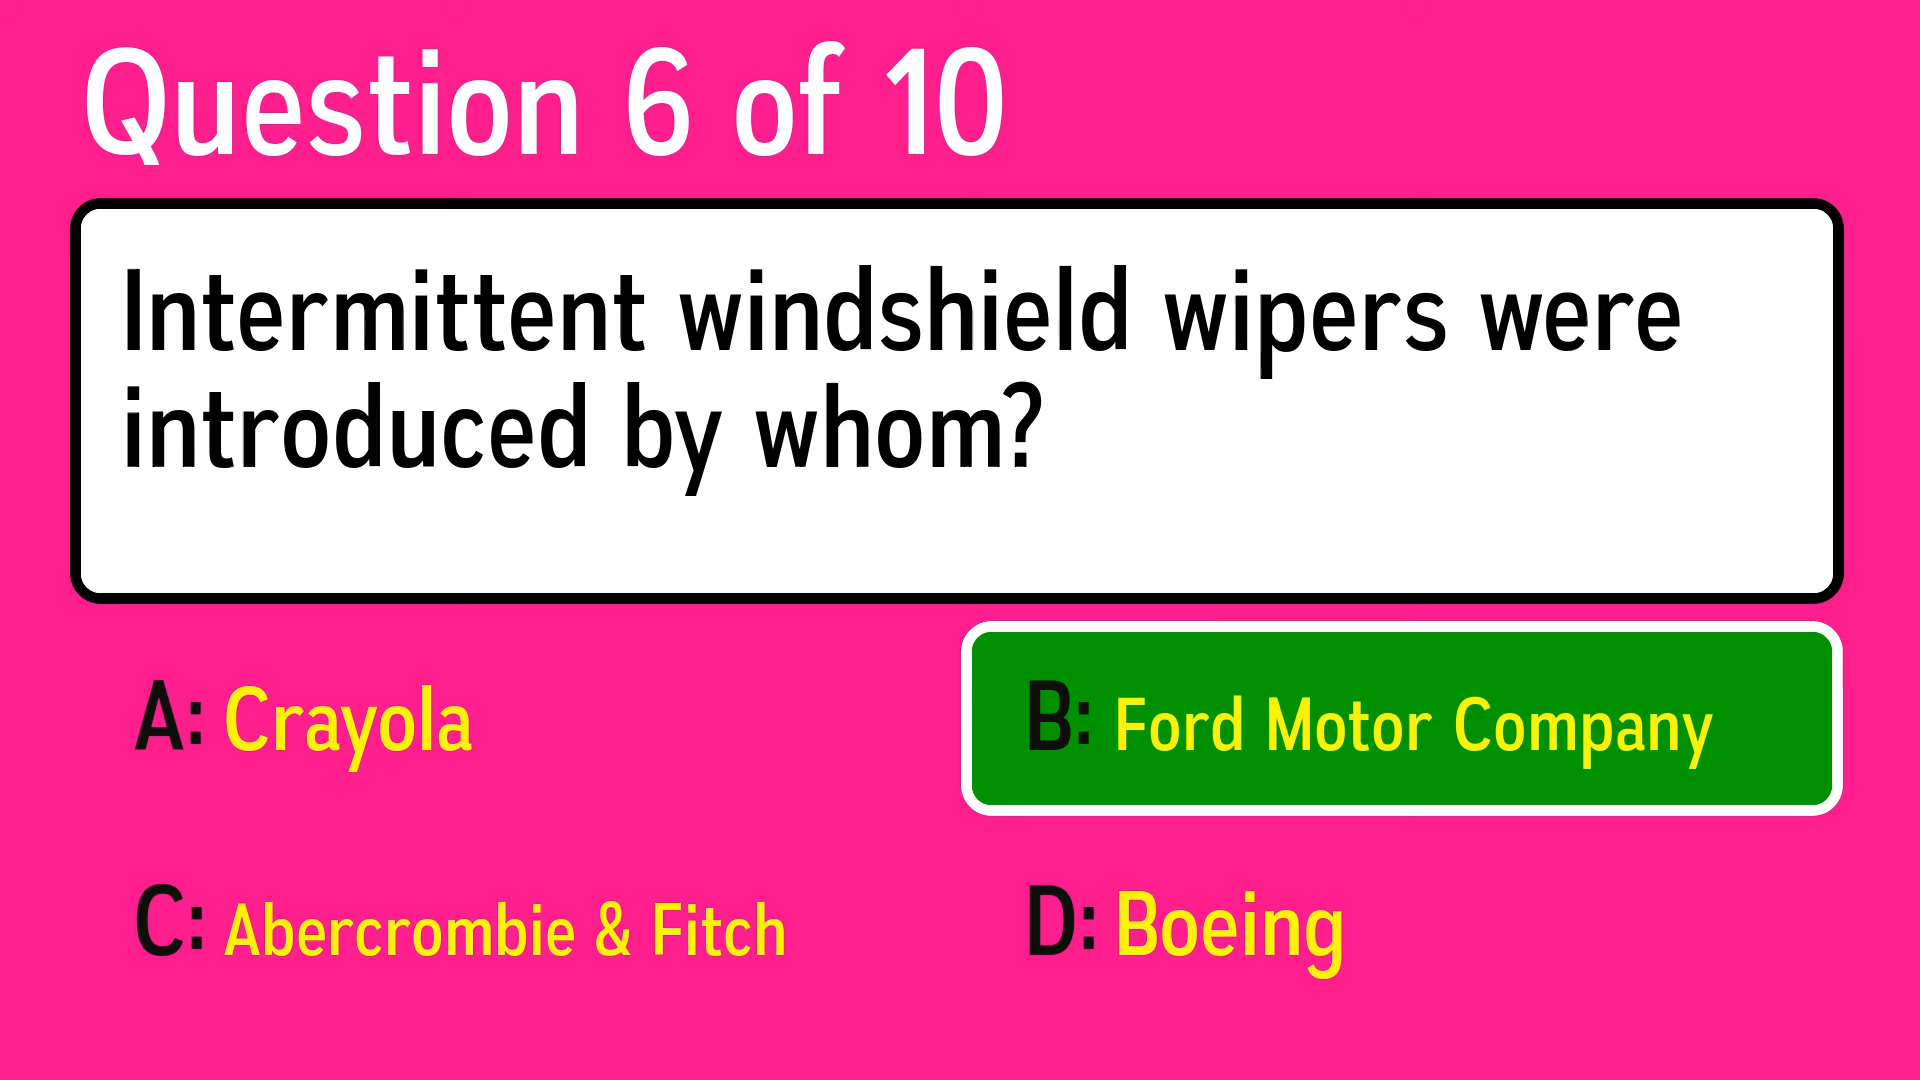 Question 6 of 10
Intermittent windshield wipers were
introduced by whom?
A: Crayola
B: Ford Motor Company
C: Abercrombie & Fitch
D: Boeing